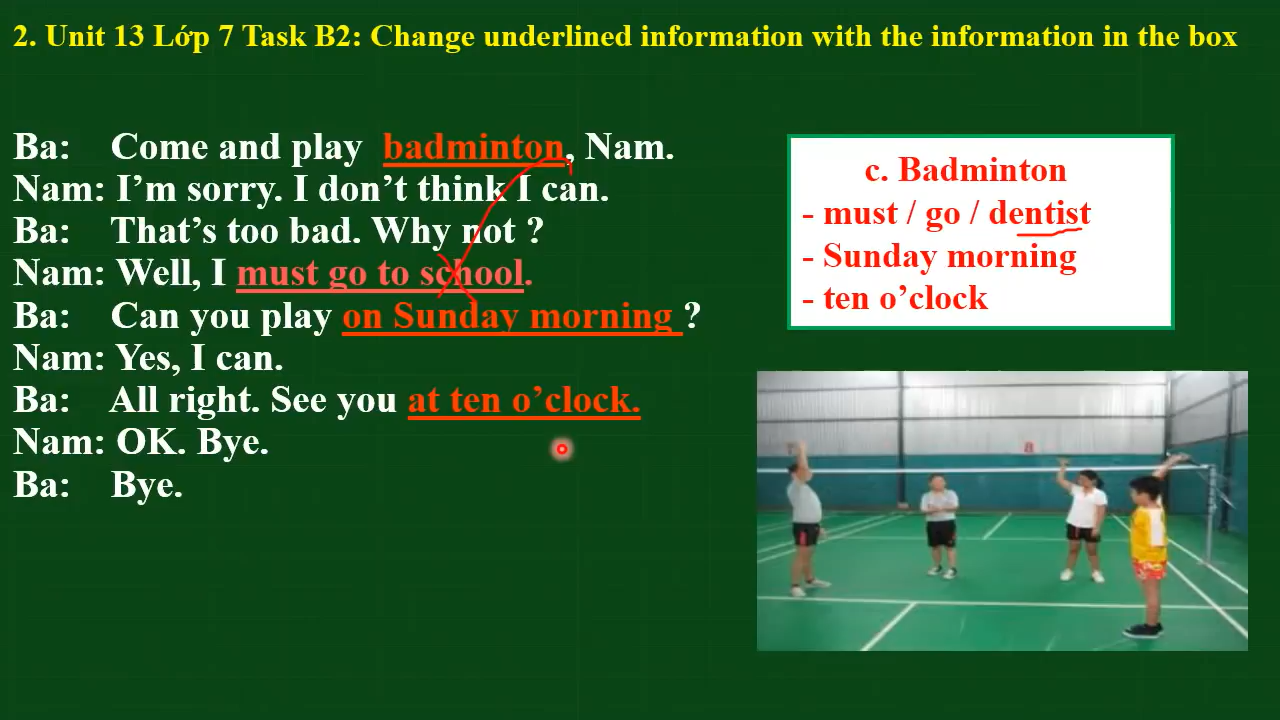 2. Unit 13 Lớp 7 Task B2: Change underlined information with the information in the box
Ba: Come and play badminton, Nam.
Nam: I’m sorry. I don’t think I can.
Ba: That’s too bad. Why not ?
Nam: Well, I must go to school.
Ba: Can you play on Sunday morning ?
Nam: Yes, I can.
Ba: All right. See you at ten o’clock.
Nam: OK. Bye.
Ba: Bye.
c. Badminton
- must / go / dentist
- Sunday morning
- ten o’clock